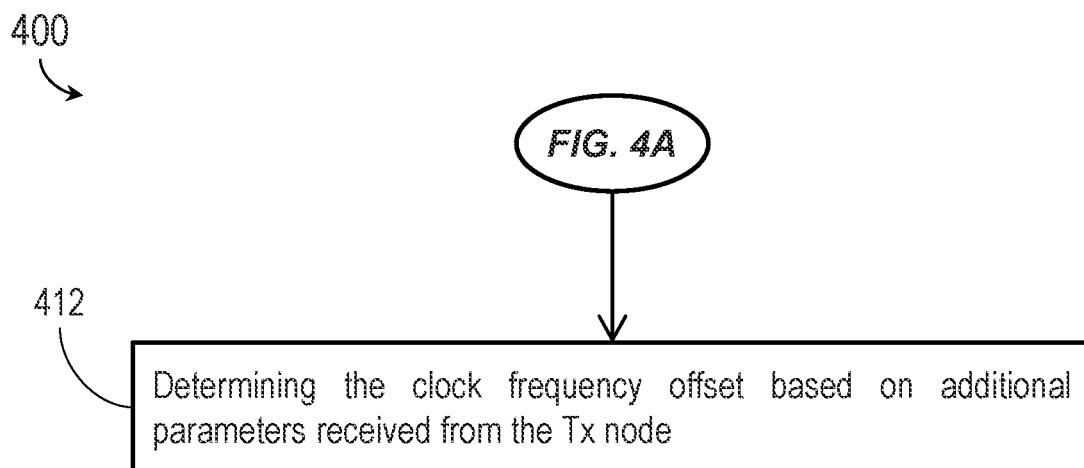 400
FIG. 4A
412
Determining the clock frequency offset based on additional
parameters received from the Tx node